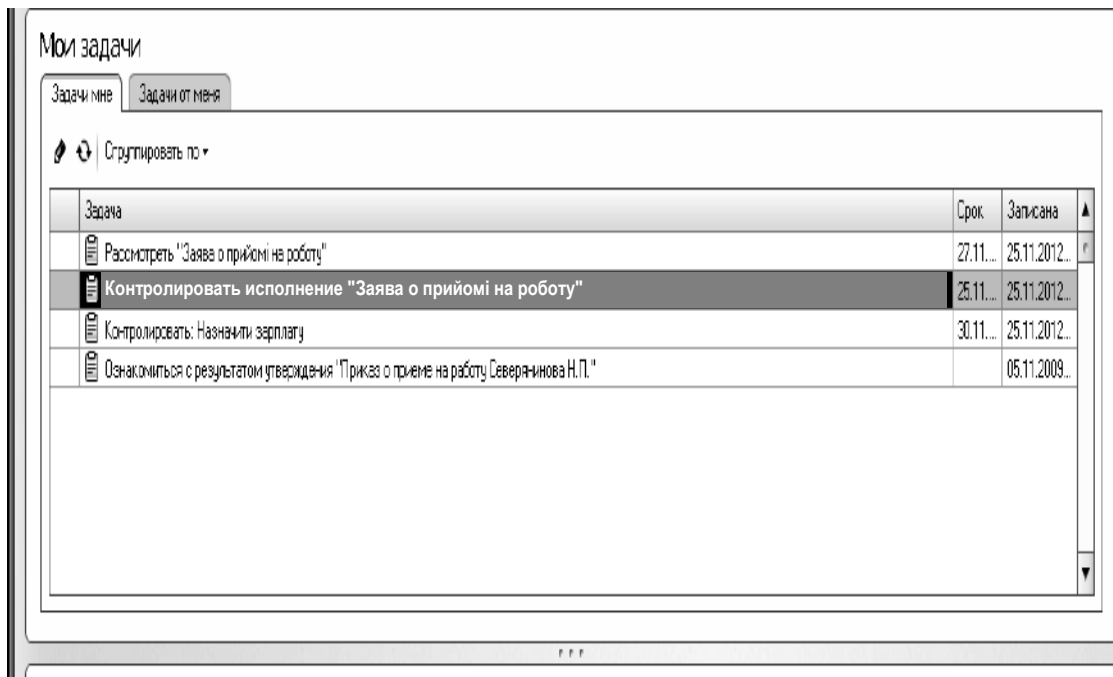 Мои задачи
Задачи мне Задачи от меня
Сгруппировать по
Задача Срок Записана
Рассмотреть "Заява о прийомі на роботу" 27.11.... 25.11.2012...
Контролировать исполнение "Заява о прийомі на роботу" 25.11.... 25.11.2012...
Контролировать: Назначити зарплату 30.11.... 25.11.2012...
Ознакомиться с результатом утверждения "Приказ о приеме на работу Северянинова Н.П." 05.11.2009...